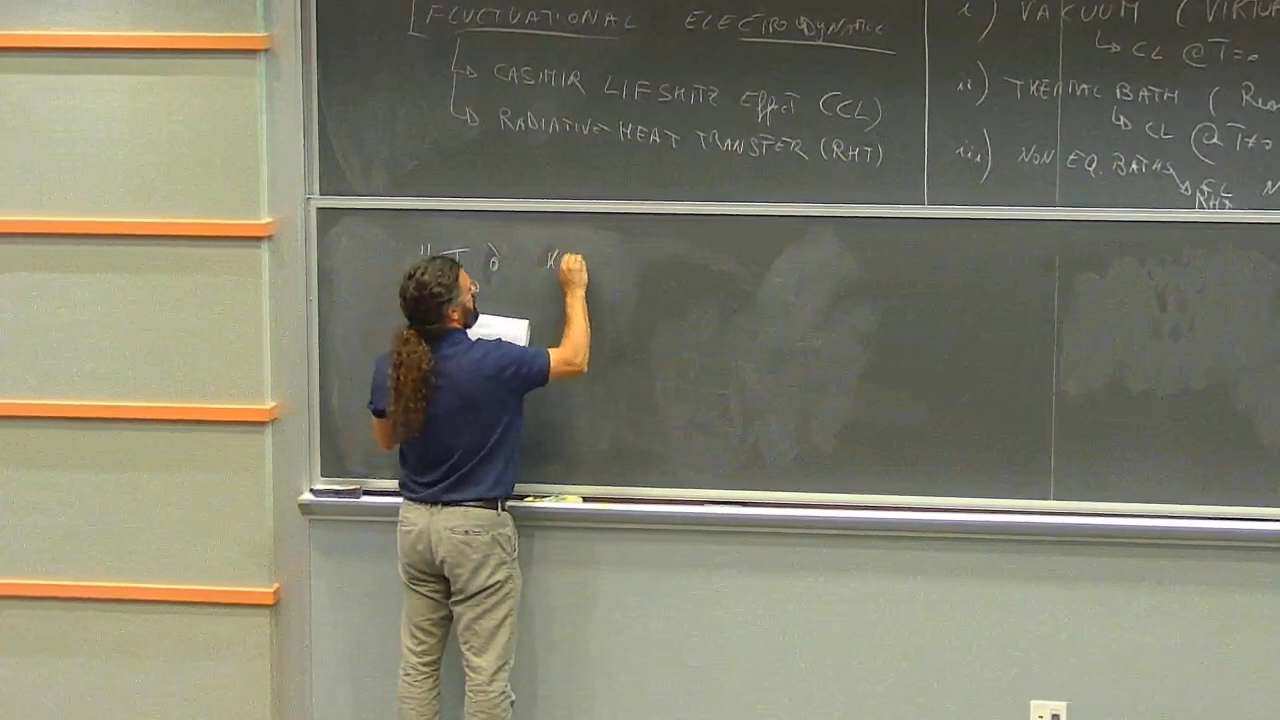 FLUCTUATIONAL ELECTRODYNAMIC
↳ CASIMIR LIFSHITZ Effect (CL)
↳ RADIATIVE HEAT TRANSFER (RHT)
i) VACUUM (VIRTU
↳ CL @ T=0
ii) THERMAL BATH (Rea
↳ CL @ T≠0
iii) NON EQ. BATHS
↳ CL N
RHT